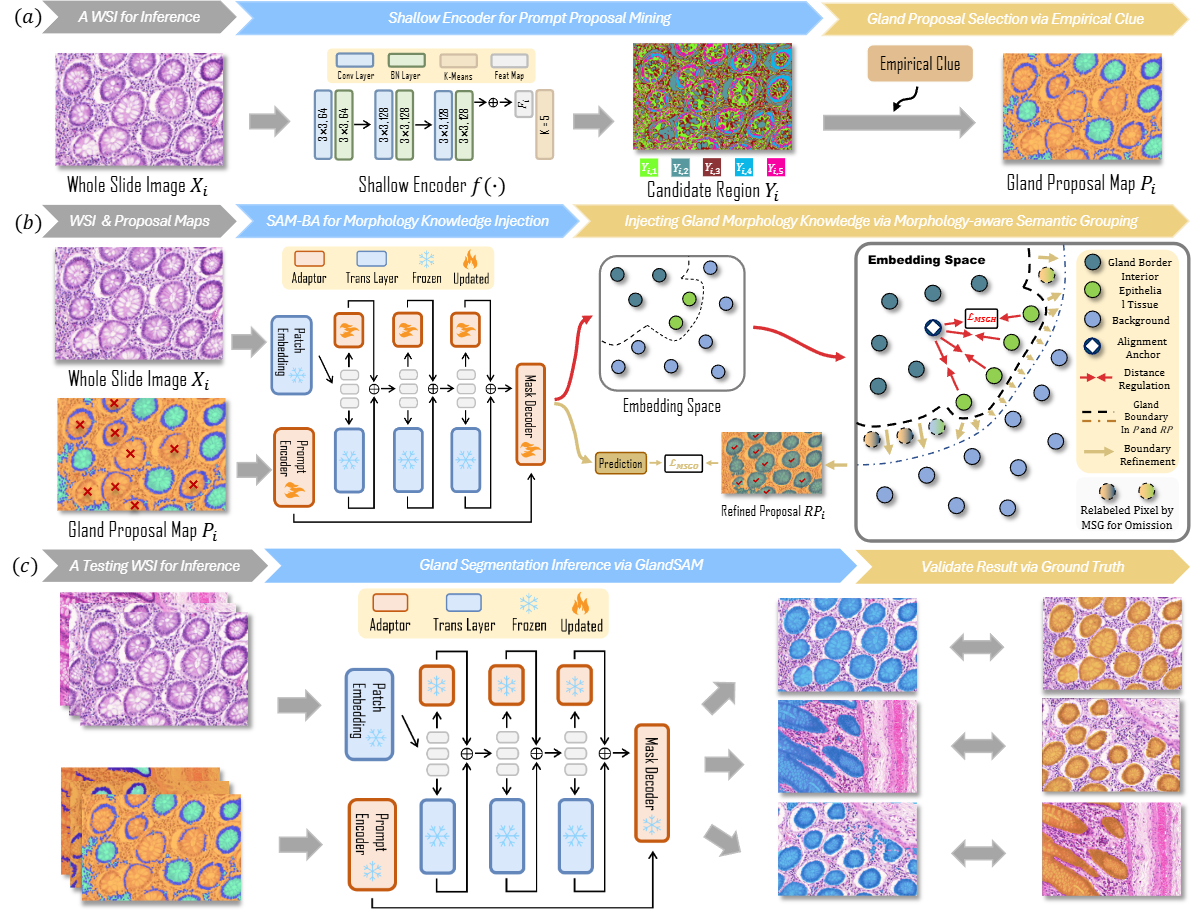 (a)
A WSI for Inference
Shallow Encoder for Prompt Proposal Mining
Gland Proposal Selection via Empirical Clue
Conv Layer
BN Layer
K-Means
Feat Map
3×3, 64
3×3, 64
3×3, 128
3×3, 128
3×3, 128
3×3, 128
F_i
K = 5
Empirical Clue
Y_{i,1}
Y_{i,2}
Y_{i,3}
Y_{i,4}
Y_{i,5}
Whole Slide Image X_i
Shallow Encoder f(·)
Candidate Region Y_i
Gland Proposal Map P_i
(b)
WSI & Proposal Maps
SAM-BA for Morphology Knowledge Injection
Injecting Gland Morphology Knowledge via Morphology-aware Semantic Grouping
Adaptor
Trans Layer
Frozen
Updated
Patch
Embedding
Prompt
Encoder
Mask Decoder
Whole Slide Image X_i
Gland Proposal Map P_i
Embedding Space
Prediction
ℒ_MSGO
Refined Proposal RP_i
Embedding Space
ℒ_MSGH
Gland Border
Interior
Epithelia
l Tissue
Background
Alignment
Anchor
Distance
Regulation
Gland
Boundary
In P and RP
Boundary
Refinement
Relabeled Pixel by
MSG for Omission
(c)
A Testing WSI for Inference
Gland Segmentation Inference via GlandSAM
Validate Result via Ground Truth
Adaptor
Trans Layer
Frozen
Updated
Patch
Embedding
Prompt
Encoder
Mask Decoder